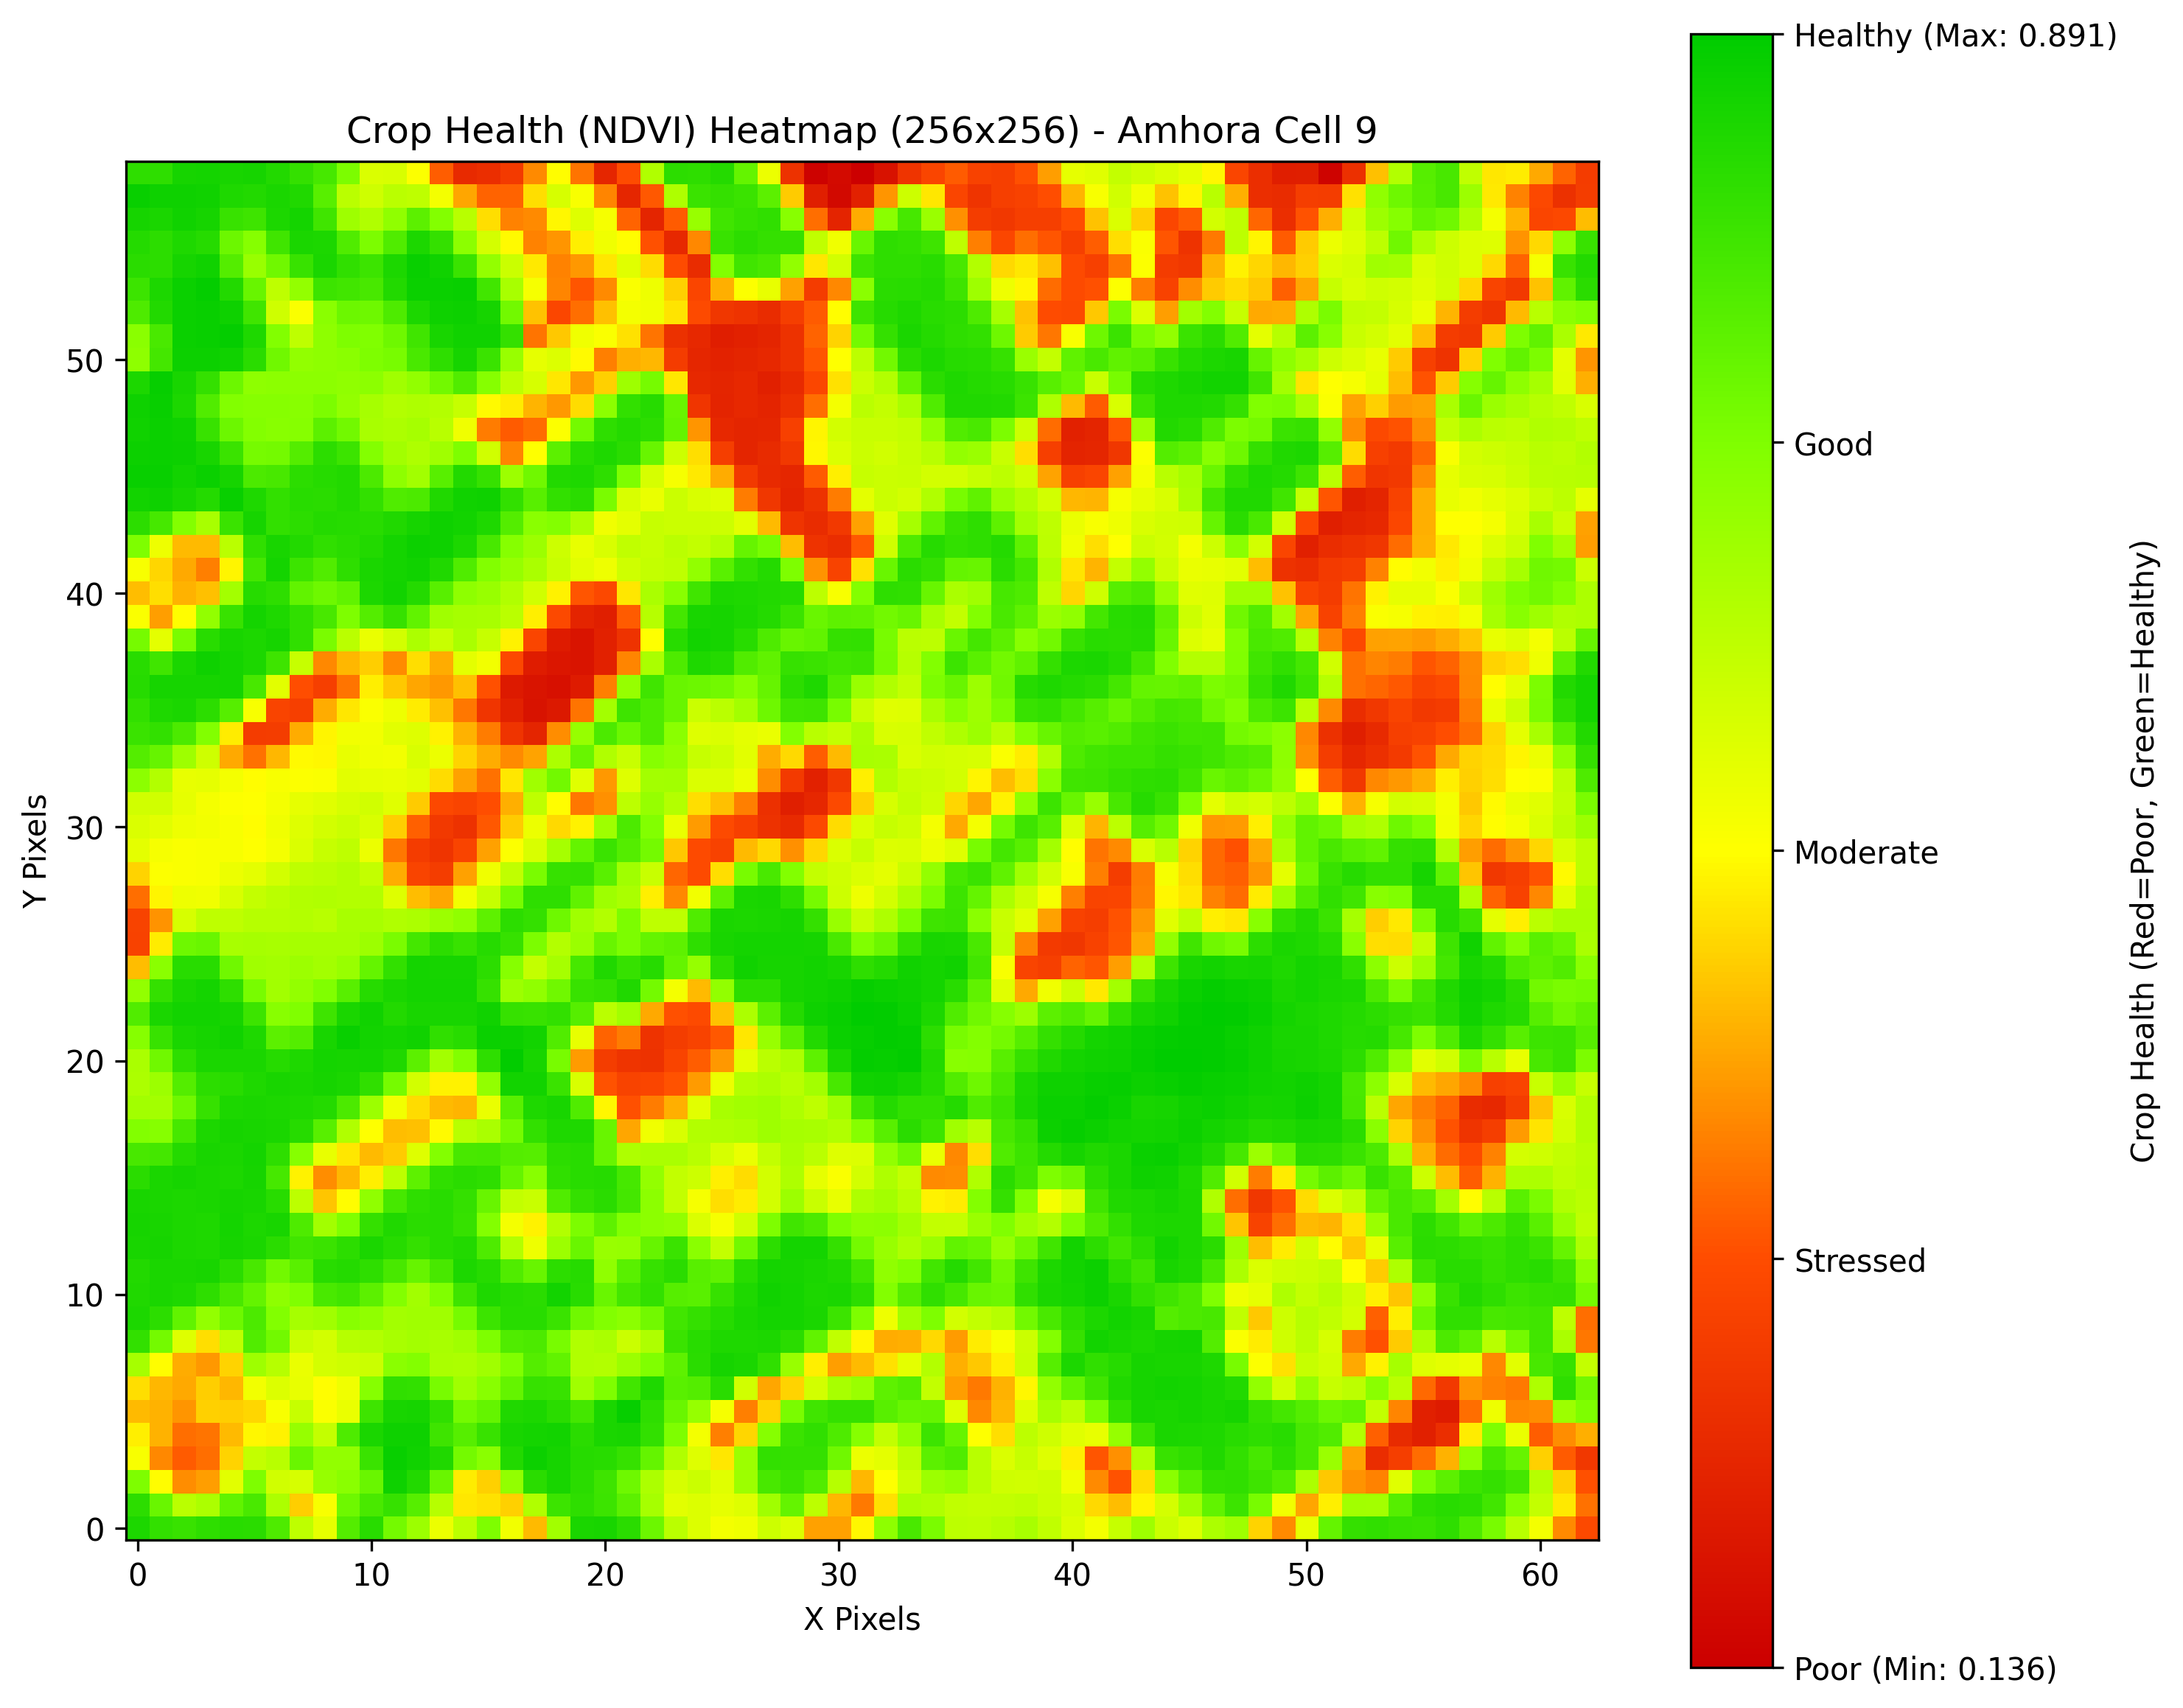 Crop Health (NDVI) Heatmap (256x256) - Amhora Cell 9
Healthy (Max: 0.891)
Good
Moderate
Stressed
Poor (Min: 0.136)
Crop Health (Red=Poor, Green=Healthy)
Y Pixels
50
40
30
20
10
0
0 10 20 30 40 50 60
X Pixels